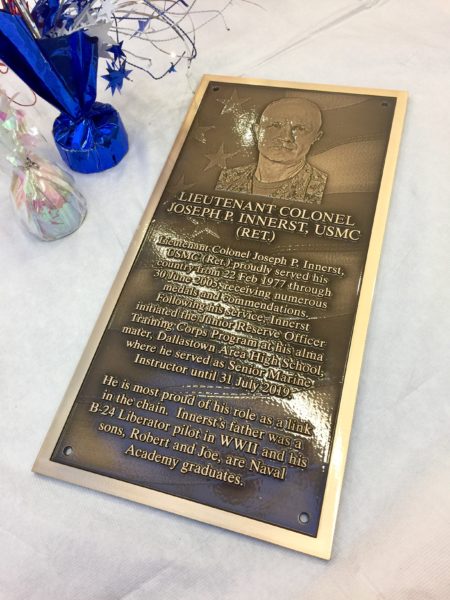 LIEUTENANT COLONEL
JOSEPH P. INNERST, USMC
(RET.)
Lieutenant Colonel Joseph P. Innerst,
USMC (Ret.) proudly served his
country from 22 Feb 1977 through
30 June 2005, receiving numerous
medals and commendations.
Following his service, Innerst
initiated the Junior Reserve Officer
Training Corps Program at his alma
mater, Dallastown Area High School,
where he served as Senior Marine
Instructor until 31 July 2019.
He is most proud of his role as a link
in the chain. Innerst's father was a
B-24 Liberator pilot in WWII and his
sons, Robert and Joe, are Naval
Academy graduates.